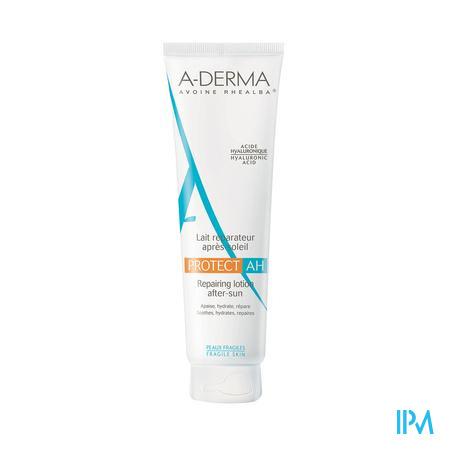 A-DERMA
AVOINE RHEALBA®
ACIDE
HYALURONIQUE
HYALURONIC
ACID
Lait réparateur
après-soleil
PROTECT AH
Repairing lotion
after-sun
Apaise, hydrate, répare
Soothes, hydrates, repaires
PEAUX FRAGILES
FRAGILE SKIN
IPM